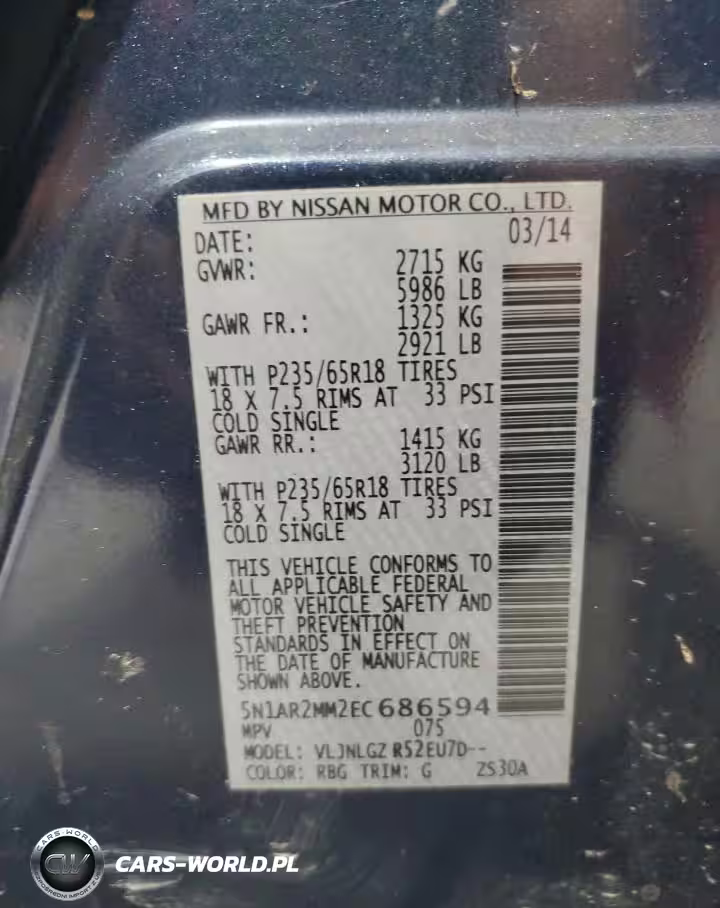 MFD BY NISSAN MOTOR CO., LTD.
DATE: 03/14
GVWR: 2715 KG
5986 LB
GAWR FR.: 1325 KG
2921 LB
WITH P235/65R18 TIRES
18 X 7.5 RIMS AT 33 PSI
COLD SINGLE
GAWR RR.: 1415 KG
3120 LB
WITH P235/65R18 TIRES
18 X 7.5 RIMS AT 33 PSI
COLD SINGLE
THIS VEHICLE CONFORMS TO
ALL APPLICABLE FEDERAL
MOTOR VEHICLE SAFETY AND
THEFT PREVENTION
STANDARDS IN EFFECT ON
THE DATE OF MANUFACTURE
SHOWN ABOVE.
5N1AR2MM2EC686594
MPV 075
MODEL: VLJNLGZ R52EU7D--
COLOR: RBG TRIM: G ZS30A
CARS-WORLD
CW
CARS-WORLD.PL